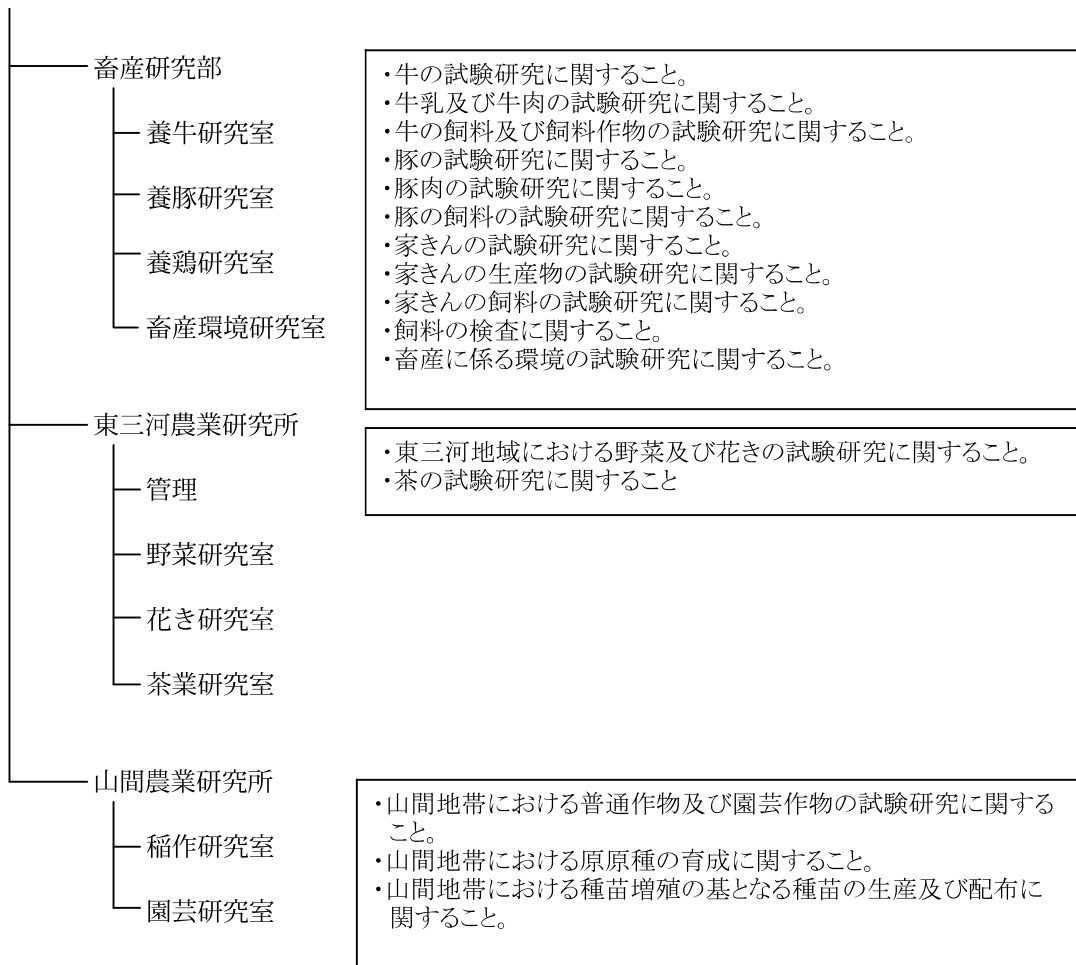 畜産研究部
養牛研究室
養豚研究室
養鶏研究室
畜産環境研究室
・牛の試験研究に関すること。
・牛乳及び牛肉の試験研究に関すること。
・牛の飼料及び飼料作物の試験研究に関すること。
・豚の試験研究に関すること。
・豚肉の試験研究に関すること。
・豚の飼料の試験研究に関すること。
・家きんの試験研究に関すること。
・家きんの生産物の試験研究に関すること。
・家きんの飼料の試験研究に関すること。
・飼料の検査に関すること。
・畜産に係る環境の試験研究に関すること。
東三河農業研究所
管理
野菜研究室
花き研究室
茶業研究室
・東三河地域における野菜及び花きの試験研究に関すること。
・茶の試験研究に関すること
山間農業研究所
稲作研究室
園芸研究室
・山間地帯における普通作物及び園芸作物の試験研究に関する
こと。
・山間地帯における原原種の育成に関すること。
・山間地帯における種苗増殖の基となる種苗の生産及び配布に
関すること。